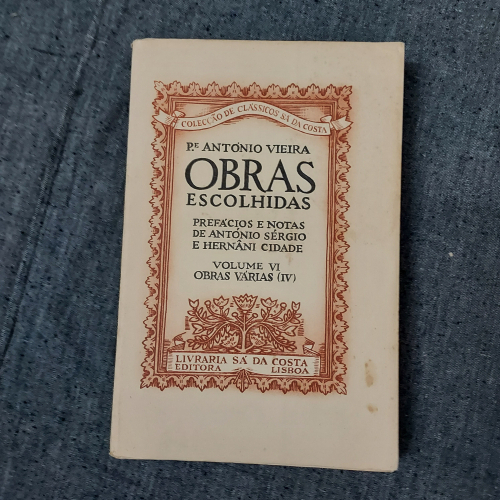 COLECÇÃO DE CLÁSSICOS SÁ DA COSTA
P.E ANTÓNIO VIEIRA
OBRAS
ESCOLHIDAS
PREFÁCIOS E NOTAS
DE ANTÓNIO SÉRGIO
E HERNÂNI CIDADE
VOLUME VI
OBRAS VÁRIAS (IV)
LIVRARIA SÁ DA COSTA
EDITORA LISBOA